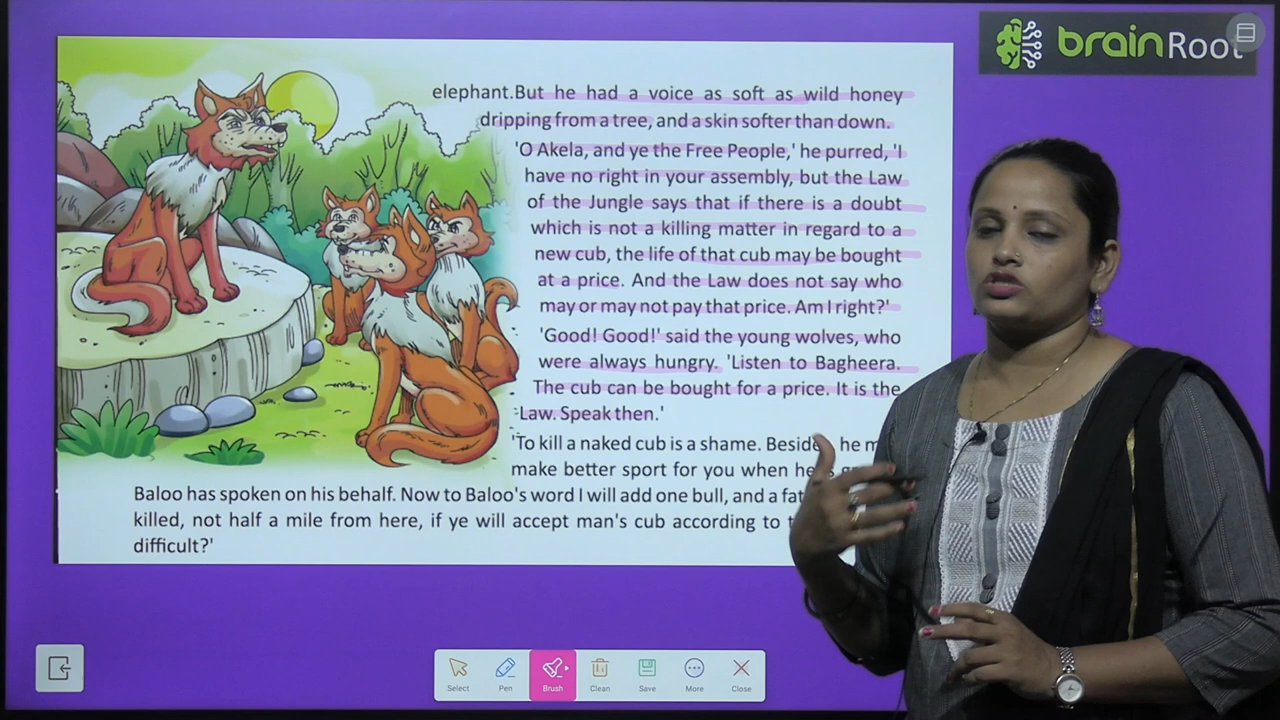 brainRoot
elephant.But he had a voice as soft as wild honey
dripping from a tree, and a skin softer than down.
'O Akela, and ye the Free People,' he purred, 'I
have no right in your assembly, but the Law
of the Jungle says that if there is a doubt
which is not a killing matter in regard to a
new cub, the life of that cub may be bought
at a price. And the Law does not say who
may or may not pay that price. Am I right?'
'Good! Good!' said the young wolves, who
were always hungry. 'Listen to Bagheera.
The cub can be bought for a price. It is the
Law. Speak then.'
'To kill a naked cub is a shame. Besides he
make better sport for you when he is
Baloo has spoken on his behalf. Now to Baloo's word I will add one bull, and a fat
killed, not half a mile from here, if ye will accept man's cub according to
difficult?'
Select Pen Brush Clean Save More Close